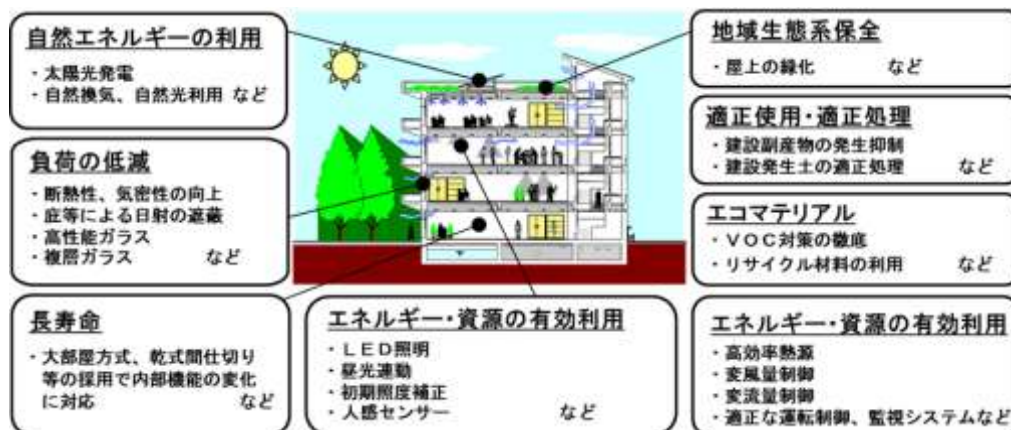 自然エネルギーの利用
・太陽光発電
・自然換気、自然光利用 など
負荷の低減
・断熱性、気密性の向上
・庇等による日射の遮蔽
・高性能ガラス
・複層ガラス など
長寿命
・大部屋方式、乾式間仕切り
等の採用で内部機能の変化
に対応 など
エネルギー・資源の有効利用
・ＬＥＤ照明
・昼光連動
・初期照度補正
・人感センサー など
地域生態系保全
・屋上の緑化 など
適正使用・適正処理
・建設副産物の発生抑制
・建設発生土の適正処理 など
エコマテリアル
・ＶＯＣ対策の徹底
・リサイクル材料の利用 など
エネルギー・資源の有効利用
・高効率熱源
・変風量制御
・変流量制御
・適正な運転制御、監視システムなど